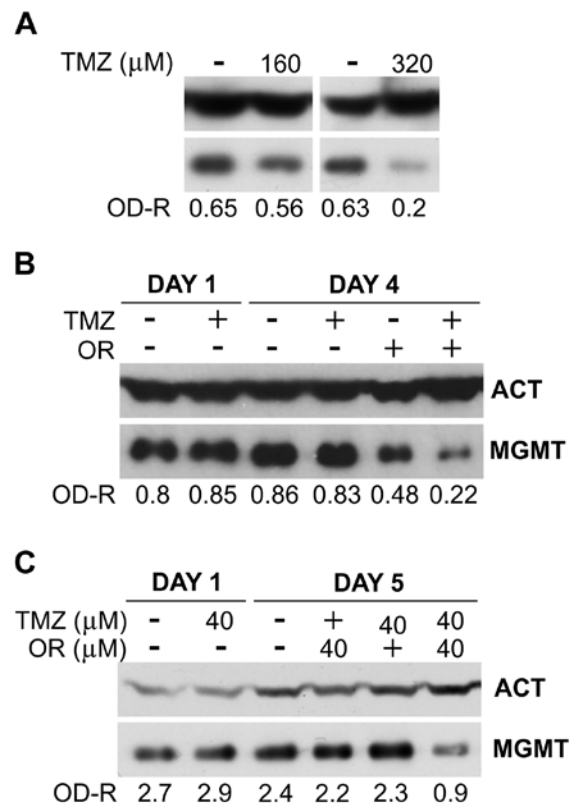 A
TMZ (µM) - 160 - 320
OD-R 0.65 0.56 0.63 0.2
B
DAY 1 DAY 4
TMZ - + - + - +
OR - - - - + +
ACT
MGMT
OD-R 0.8 0.85 0.86 0.83 0.48 0.22
C
DAY 1 DAY 5
TMZ (µM) - 40 - + 40 40
OR (µM) - - - 40 + 40
ACT
MGMT
OD-R 2.7 2.9 2.4 2.2 2.3 0.9